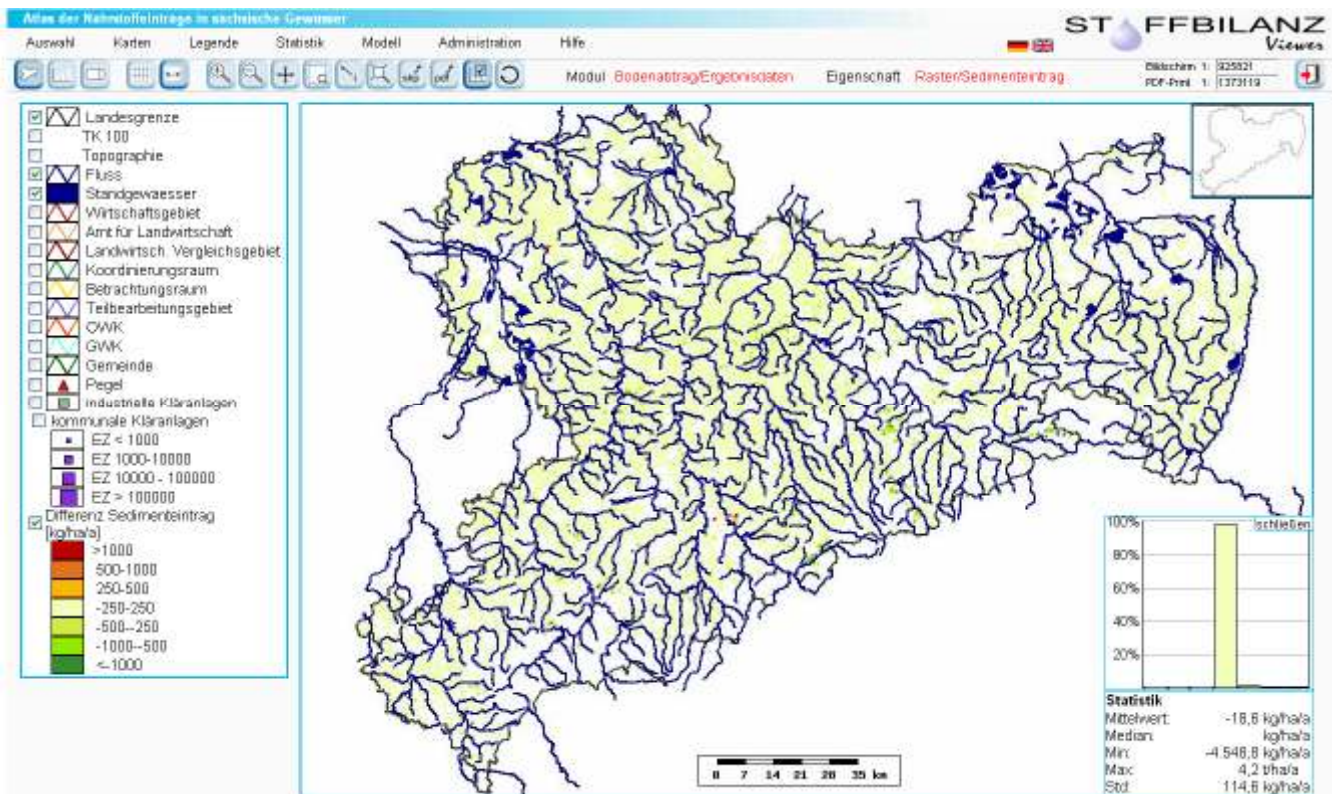 Atlas der Nährstoffeinträge in sächsische Gewässer
STOFFBILANZ
Viewer
Auswahl Karten Legende Statistik Modell Administration Hilfe
Modul Bodenabtrag/Ergebnisdaten Eigenschaft Raster/Sedimenteintrag
Bildschirm 1: 925821
PDF-Print 1: 1373119
Landesgrenze
TK 100
Topographie
Fluss
Standgewaesser
Wirtschaftsgebiet
Amt für Landwirtschaft
Landwirtsch. Vergleichsgebiet
Koordinierungsraum
Betrachtungsraum
Teilbearbeitungsgebiet
OWK
GWK
Gemeinde
Pegel
industrielle Kläranlagen
kommunale Kläranlagen
EZ < 1000
EZ 1000-10000
EZ 10000 - 100000
EZ > 100000
Differenz Sedimenteintrag
[kg/ha/a]
>1000
500-1000
250-500
-250-250
-500--250
-1000--500
<-1000
0 7 14 21 28 35 km
100% schließen
80%
60%
40%
20%
Statistik
Mittelwert: -18,6 kg/ha/a
Median: kg/ha/a
Min: -4.548,8 kg/ha/a
Max: 4,2 t/ha/a
Std: 114,6 kg/ha/a